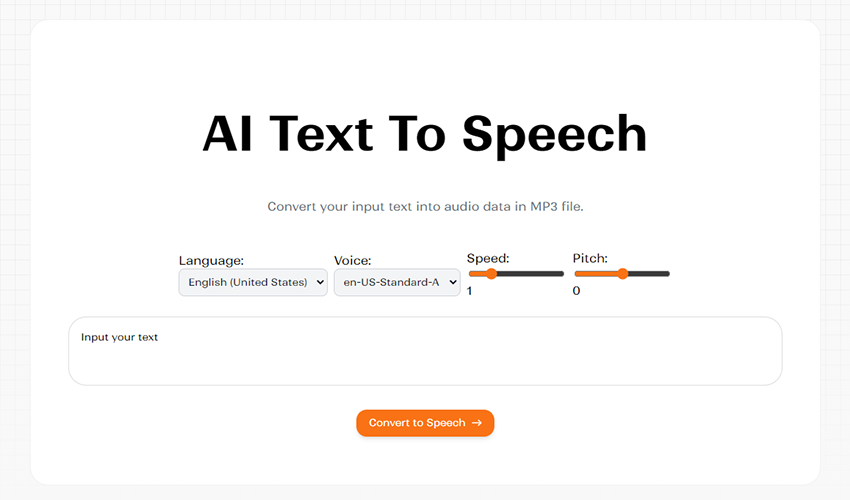 AI Text To Speech
Convert your input text into audio data in MP3 file.
Language: Voice: Speed: Pitch:
English (United States) en-US-Standard-A
1 0
Input your text
Convert to Speech →